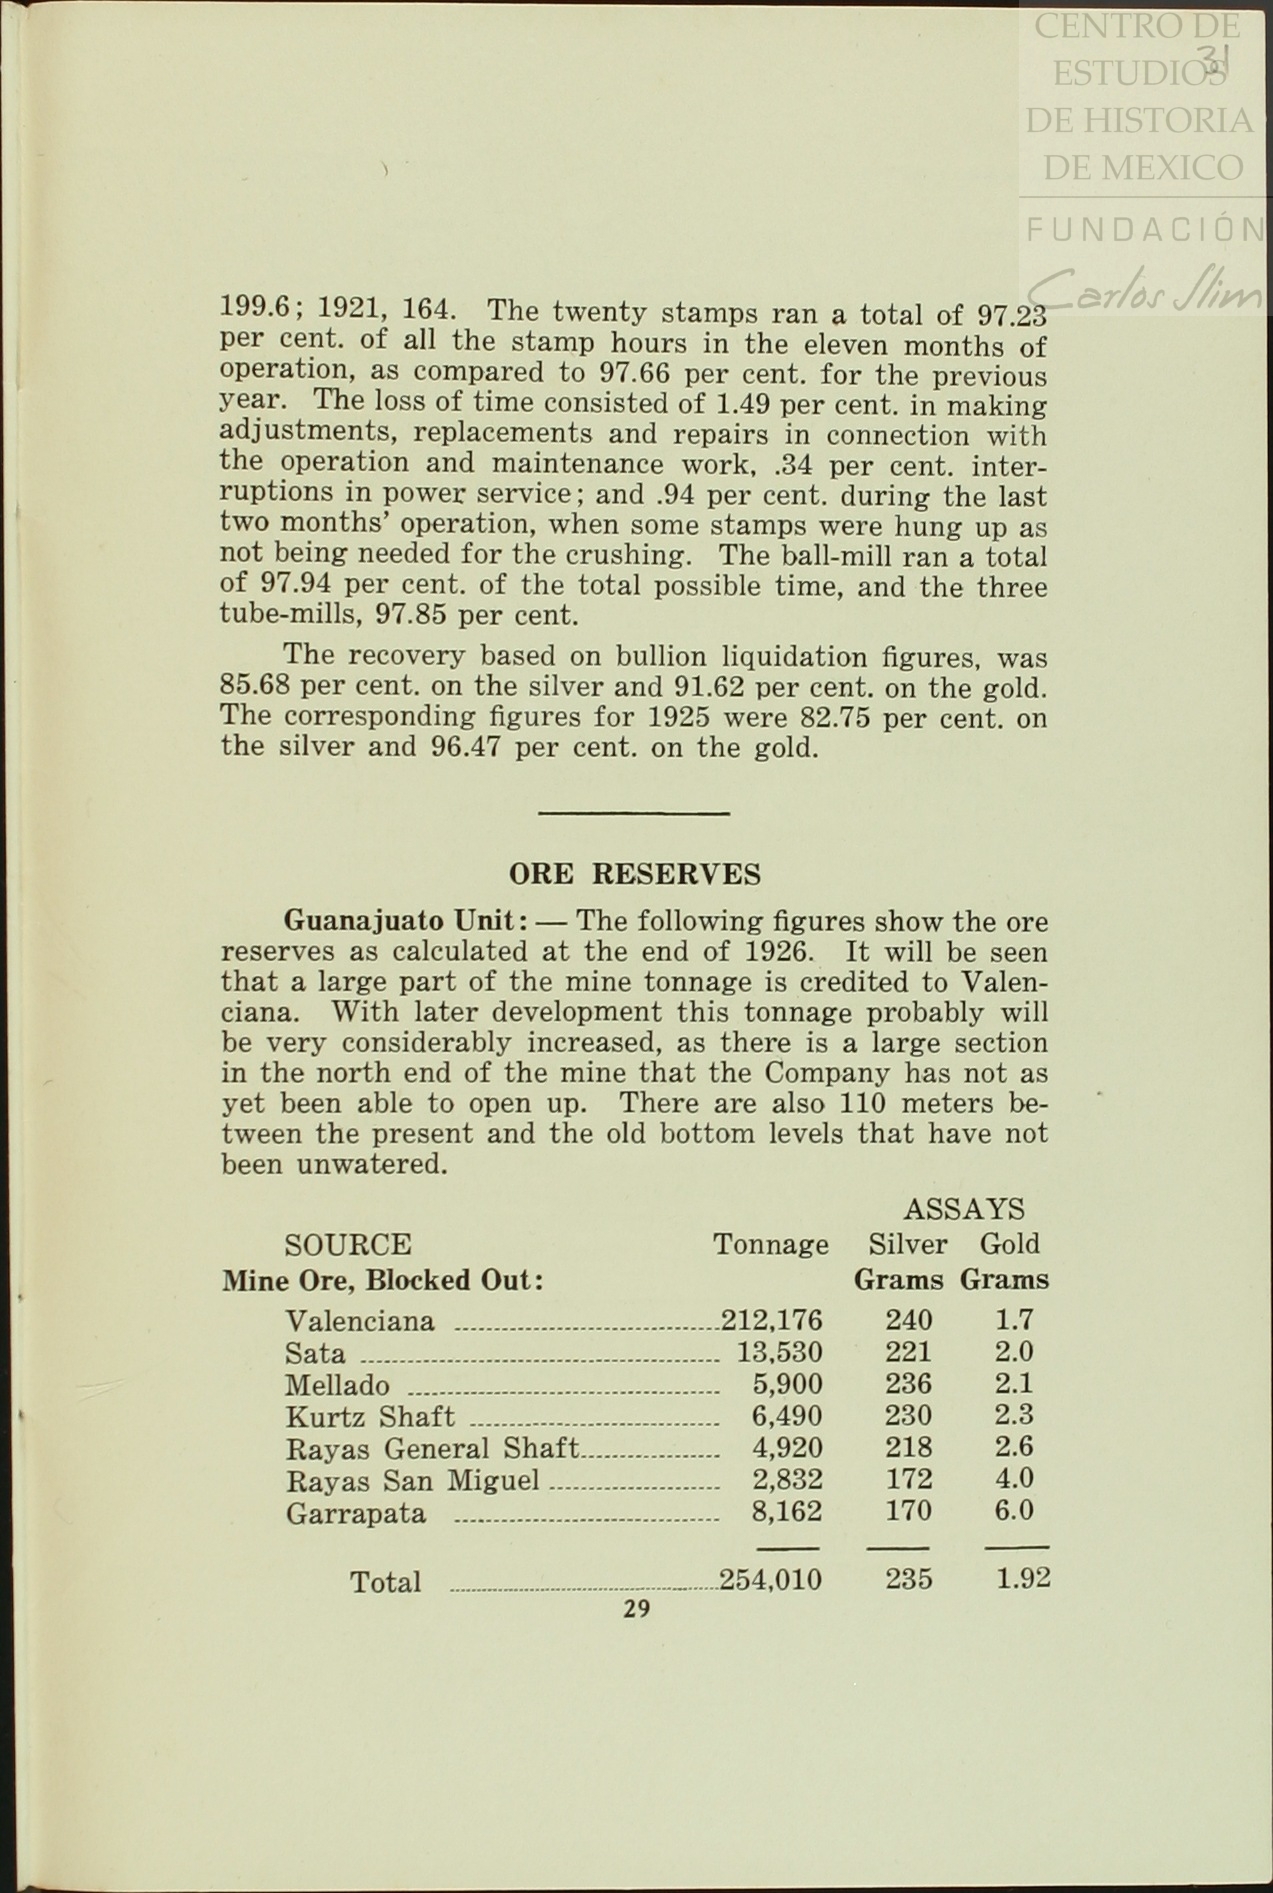 CENTRO DE
ESTUDIOS
31
DE HISTORIA
DE MEXICO
FUNDACIÓN
Carlos Slim
199.6; 1921, 164. The twenty stamps ran a total of 97.23
per cent. of all the stamp hours in the eleven months of
operation, as compared to 97.66 per cent. for the previous
year. The loss of time consisted of 1.49 per cent. in making
adjustments, replacements and repairs in connection with
the operation and maintenance work, .34 per cent. inter-
ruptions in power service; and .94 per cent. during the last
two months' operation, when some stamps were hung up as
not being needed for the crushing. The ball-mill ran a total
of 97.94 per cent. of the total possible time, and the three
tube-mills, 97.85 per cent.
The recovery based on bullion liquidation figures, was
85.68 per cent. on the silver and 91.62 per cent. on the gold.
The corresponding figures for 1925 were 82.75 per cent. on
the silver and 96.47 per cent. on the gold.
ORE RESERVES
Guanajuato Unit: — The following figures show the ore
reserves as calculated at the end of 1926. It will be seen
that a large part of the mine tonnage is credited to Valen-
ciana. With later development this tonnage probably will
be very considerably increased, as there is a large section
in the north end of the mine that the Company has not as
yet been able to open up. There are also 110 meters be-
tween the present and the old bottom levels that have not
been unwatered.
ASSAYS
SOURCE Tonnage Silver Gold
Mine Ore, Blocked Out: Grams Grams
Valenciana 212,176 240 1.7
Sata 13,530 221 2.0
Mellado 5,900 236 2.1
Kurtz Shaft 6,490 230 2.3
Rayas General Shaft 4,920 218 2.6
Rayas San Miguel 2,832 172 4.0
Garrapata 8,162 170 6.0
Total 254,010 235 1.92
29